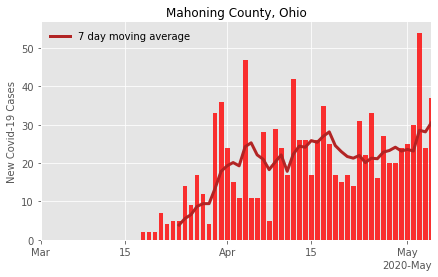 Mahoning County, Ohio
7 day moving average
New Covid-19 Cases
50
40
30
20
10
0
Mar
15
Apr
15
May
2020-May